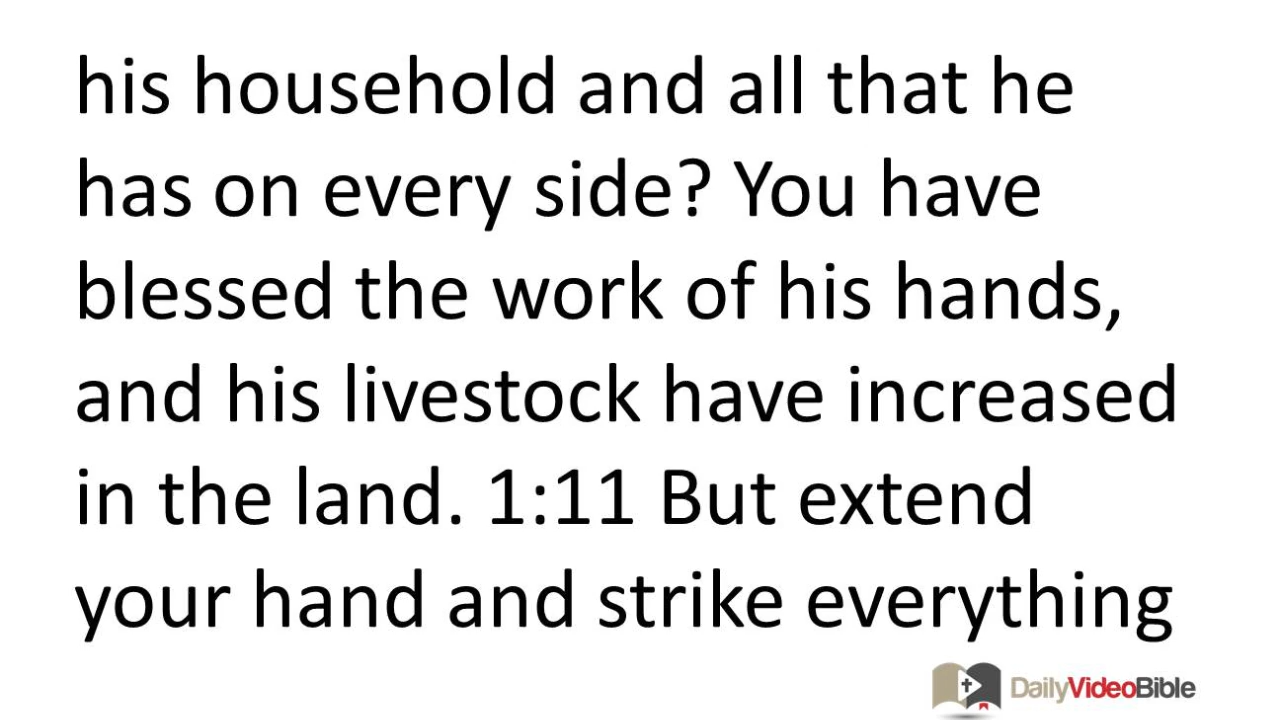 his household and all that he
has on every side? You have
blessed the work of his hands,
and his livestock have increased
in the land. 1:11 But extend
your hand and strike everything
DailyVideoBible